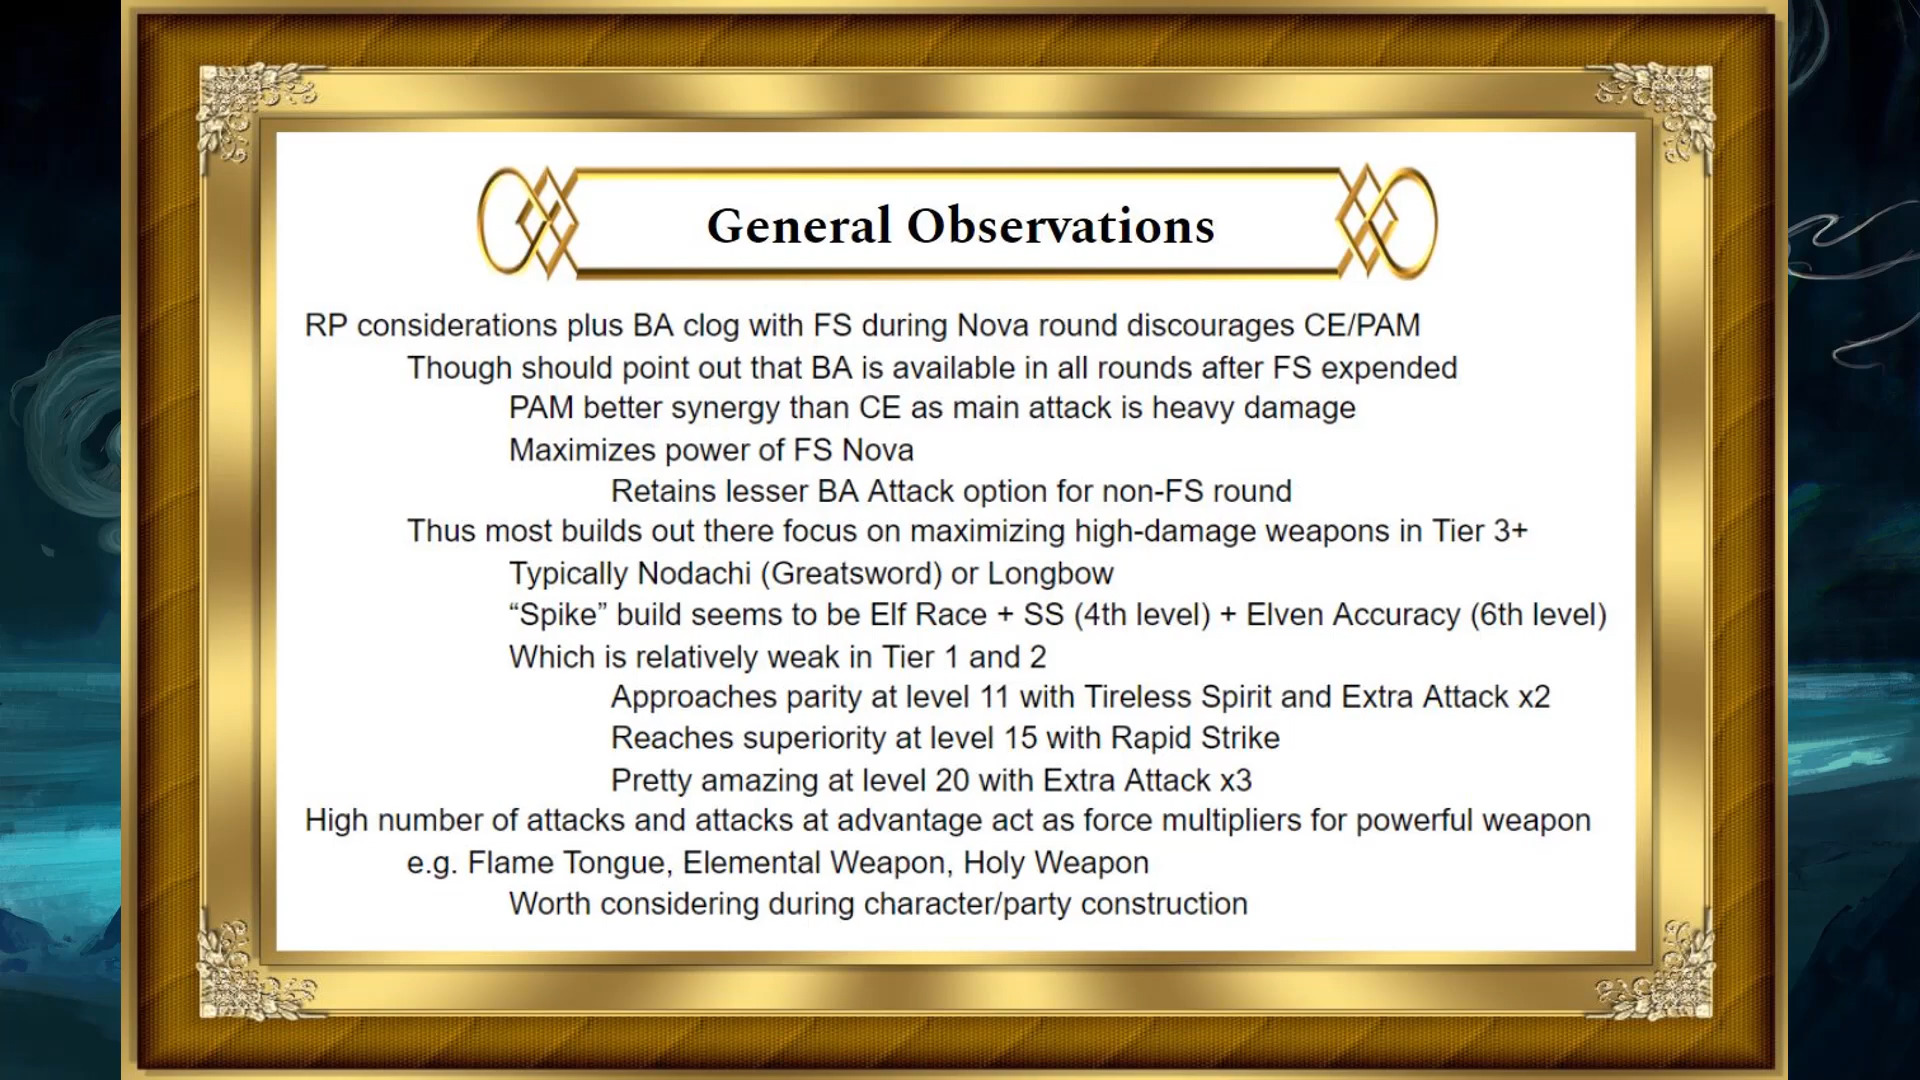 General Observations
RP considerations plus BA clog with FS during Nova round discourages CE/PAM
Though should point out that BA is available in all rounds after FS expended
PAM better synergy than CE as main attack is heavy damage
Maximizes power of FS Nova
Retains lesser BA Attack option for non-FS round
Thus most builds out there focus on maximizing high-damage weapons in Tier 3+
Typically Nodachi (Greatsword) or Longbow
“Spike” build seems to be Elf Race + SS (4th level) + Elven Accuracy (6th level)
Which is relatively weak in Tier 1 and 2
Approaches parity at level 11 with Tireless Spirit and Extra Attack x2
Reaches superiority at level 15 with Rapid Strike
Pretty amazing at level 20 with Extra Attack x3
High number of attacks and attacks at advantage act as force multipliers for powerful weapon
e.g. Flame Tongue, Elemental Weapon, Holy Weapon
Worth considering during character/party construction